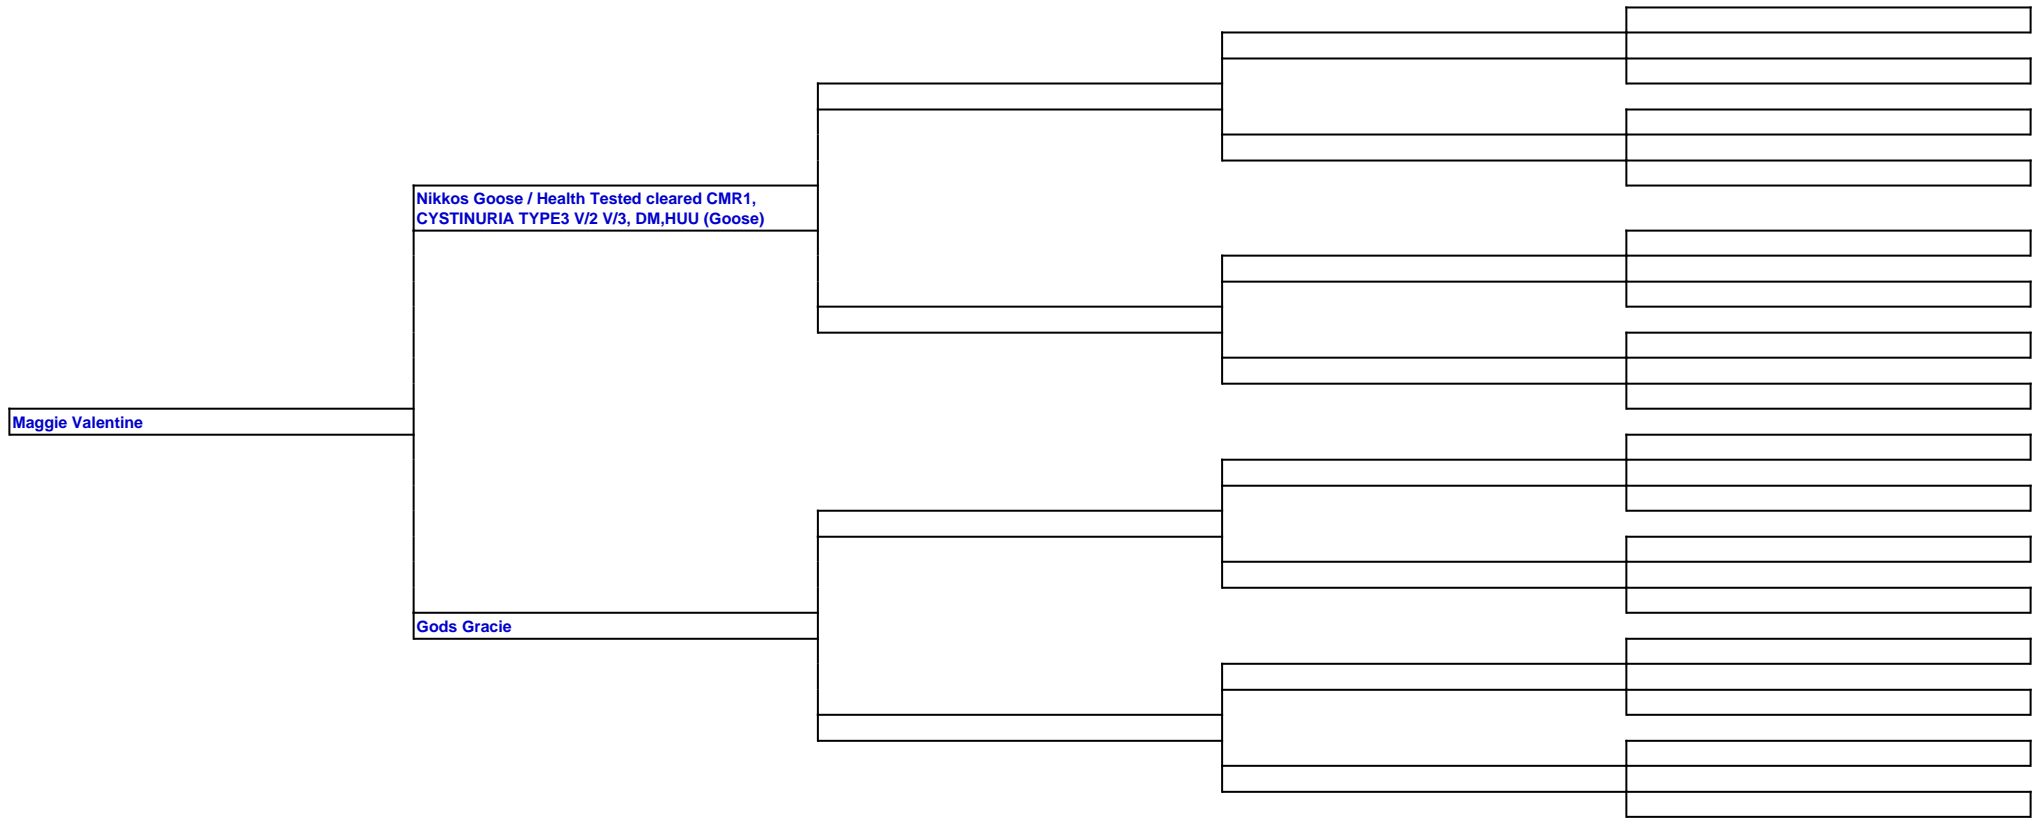 Nikkos Goose / Health Tested cleared CMR1,
CYSTINURIA TYPE3 V/2 V/3, DM,HUU (Goose)
Maggie Valentine
Gods Gracie